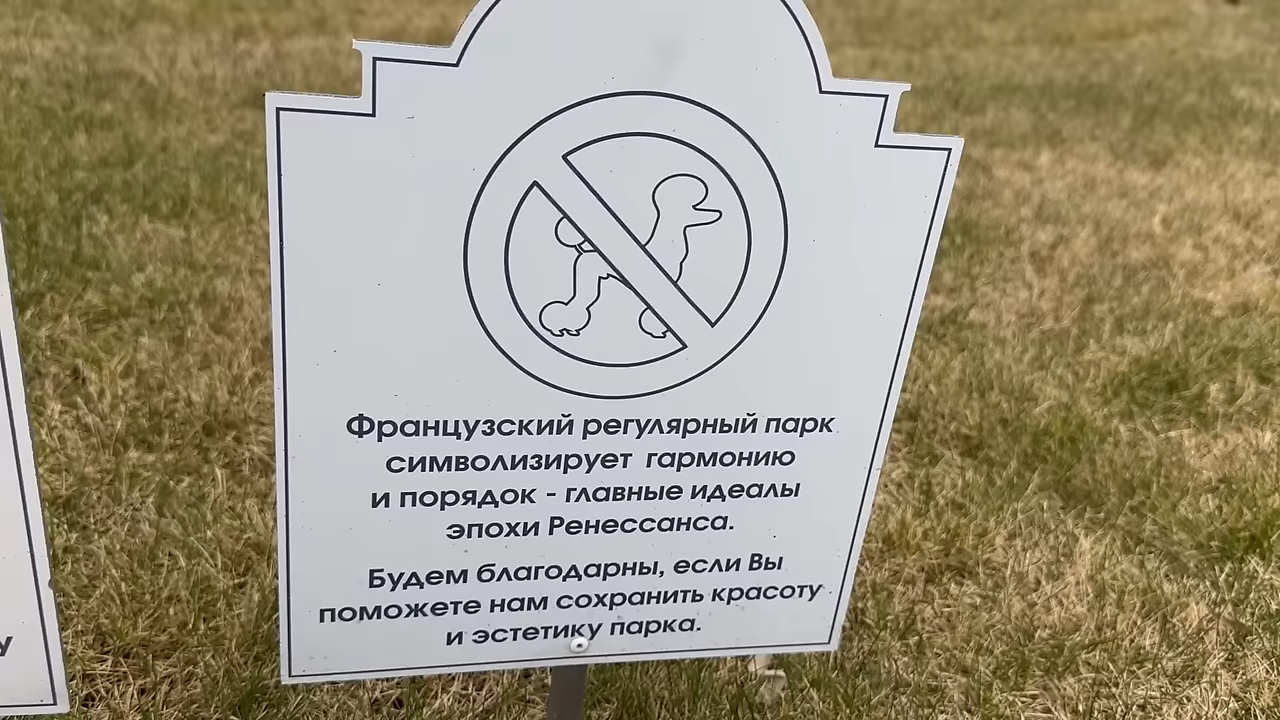 Французский регулярный парк
символизирует гармонию
и порядок - главные идеалы
эпохи Ренессанса.
Будем благодарны, если Вы
поможете нам сохранить красоту
и эстетику парка.